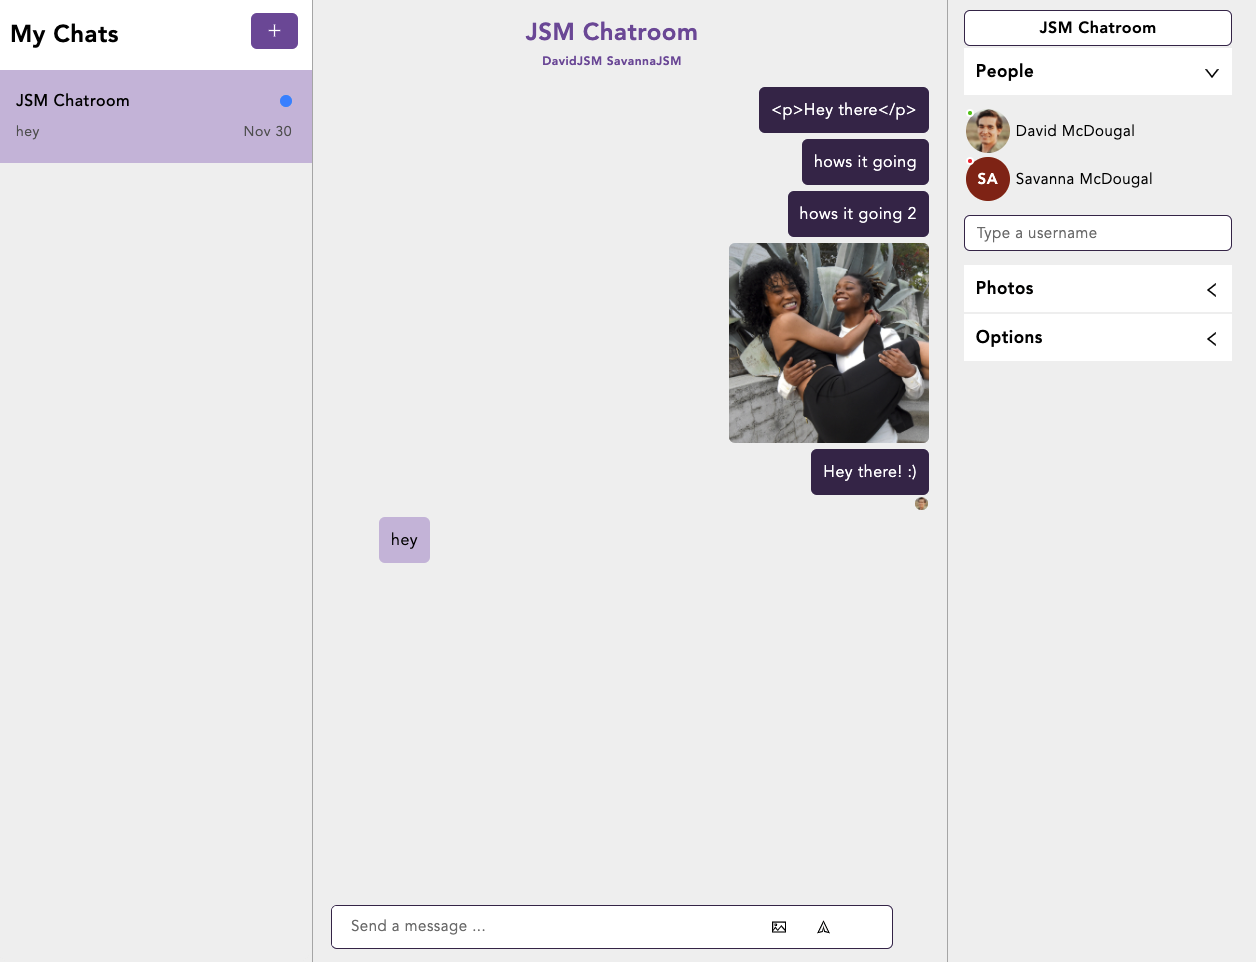 My Chats
+
JSM Chatroom
hey
Nov 30
JSM Chatroom
DavidJSM SavannaJSM
<p>Hey there</p>
hows it going
hows it going 2
Hey there! :)
hey
Send a message ...
JSM Chatroom
People
David McDougal
SA
Savanna McDougal
Type a username
Photos
Options